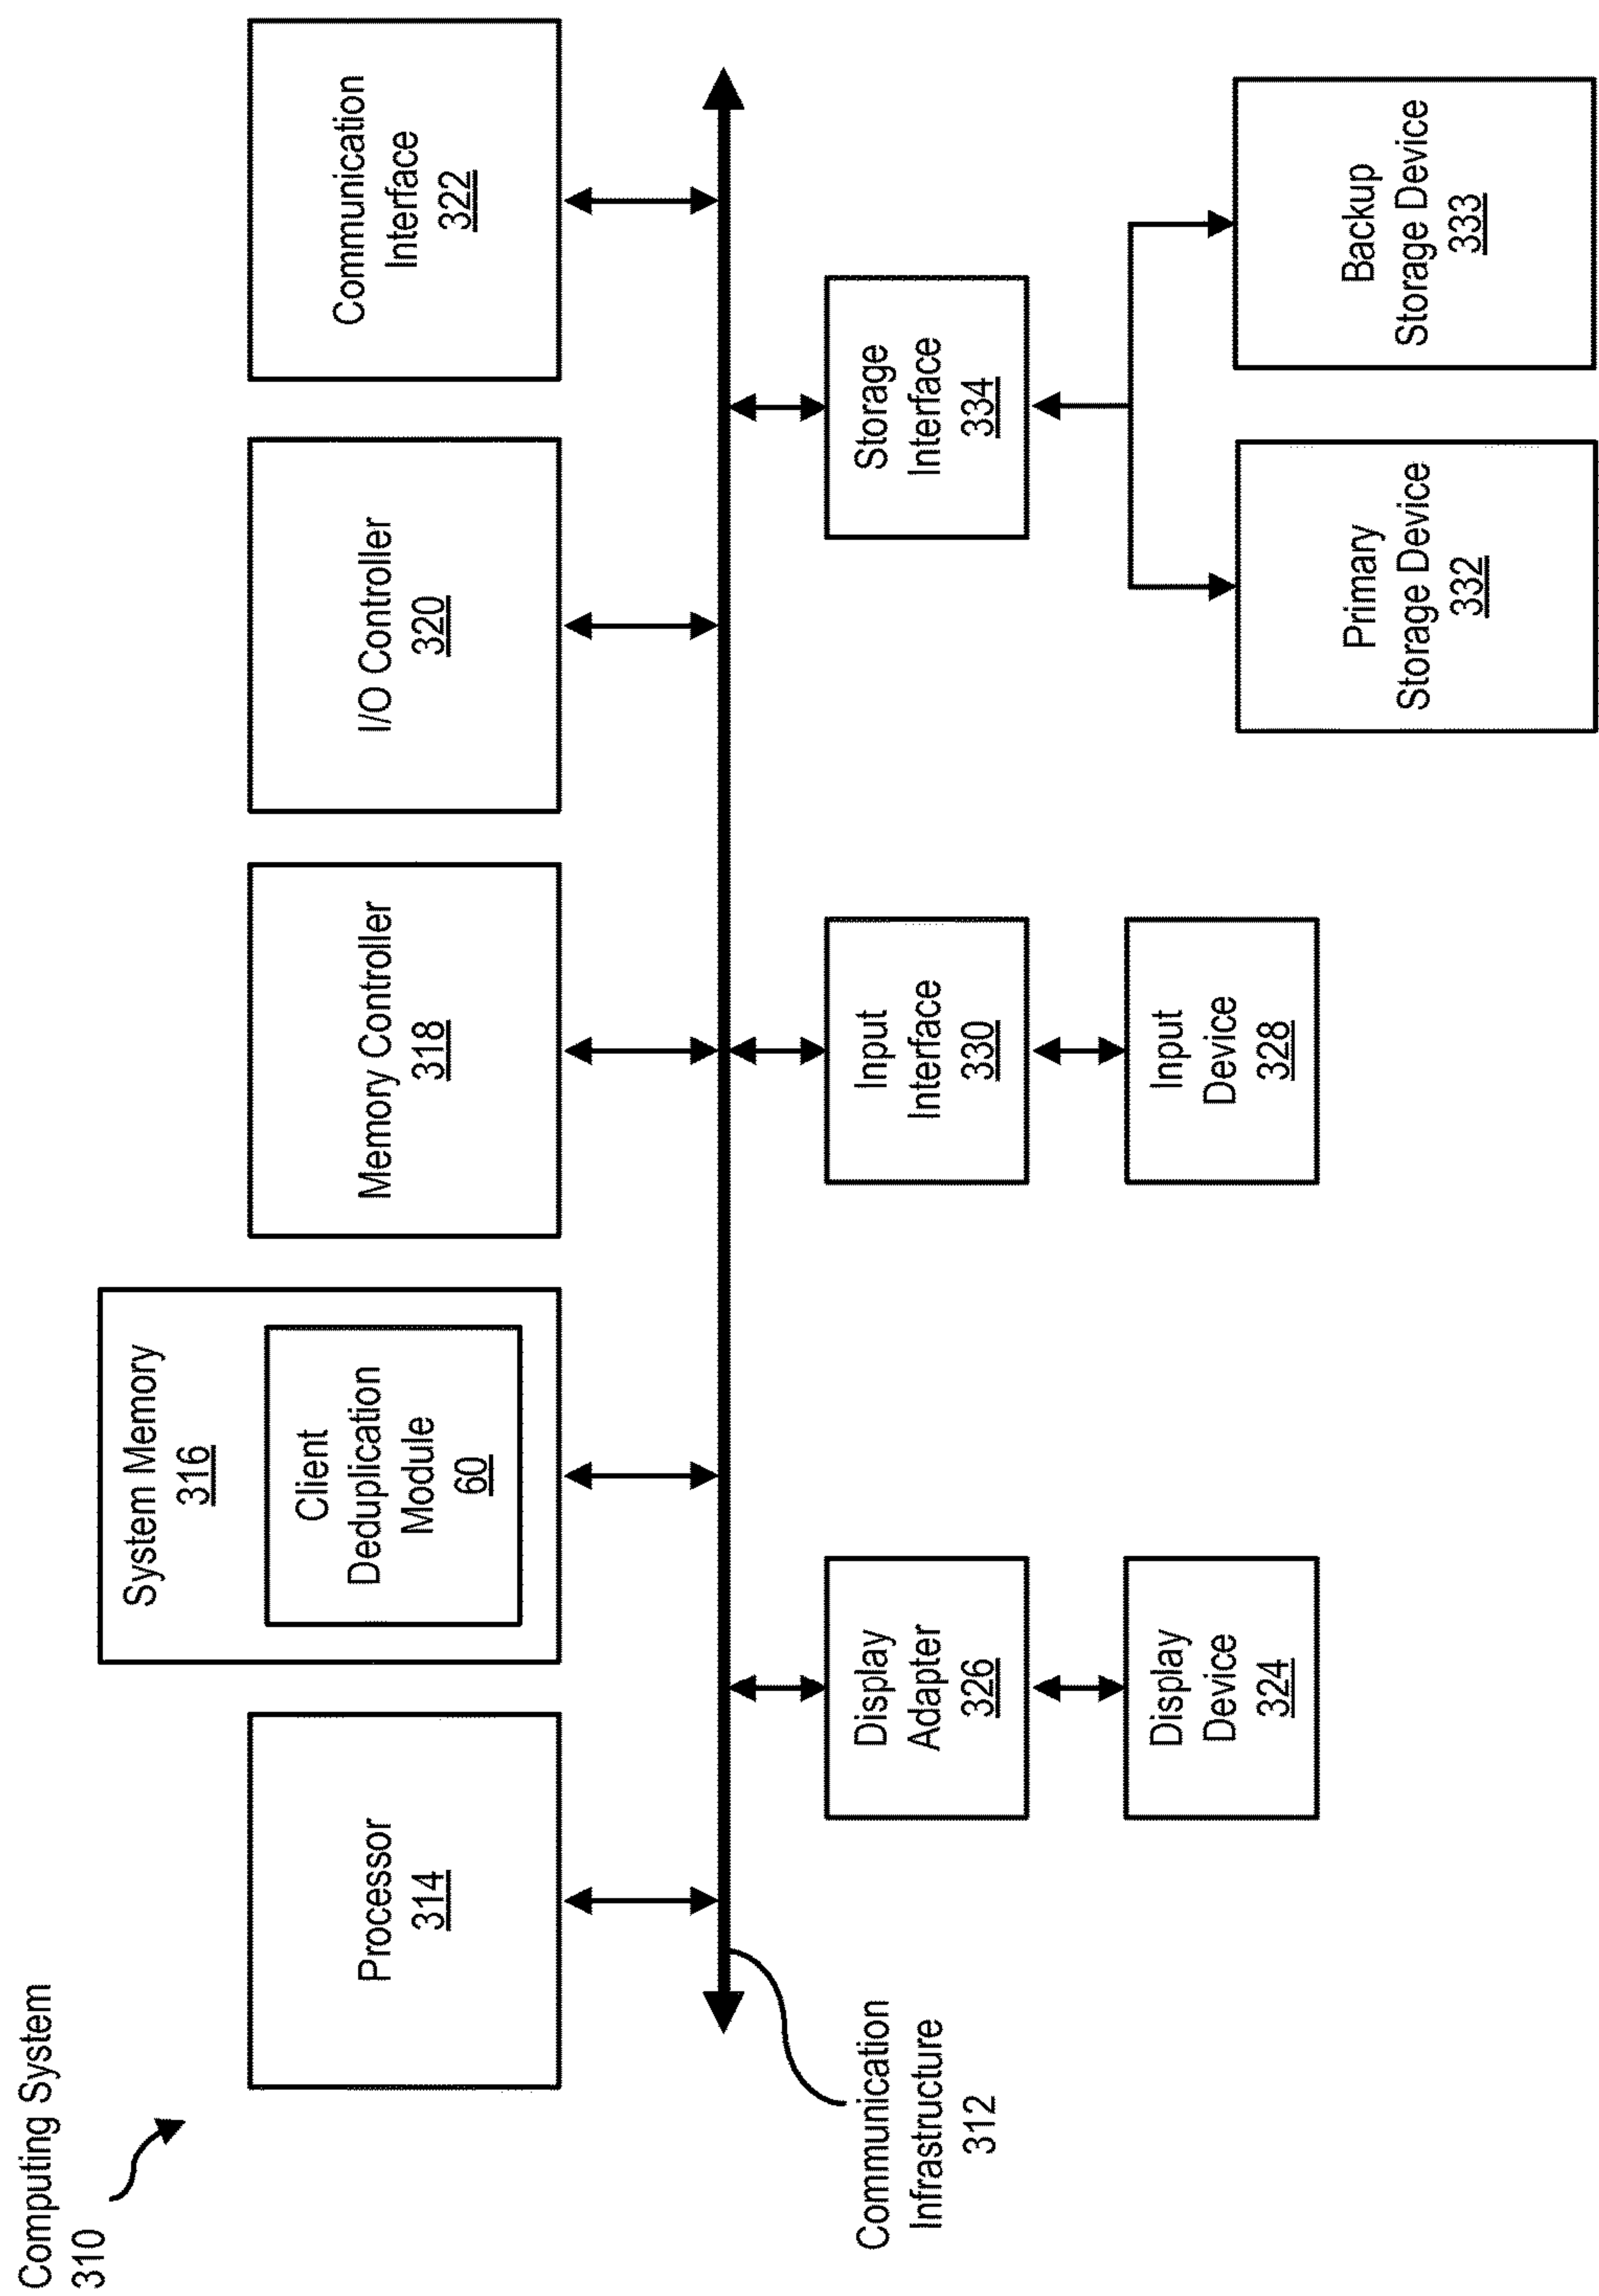 Computing System
310
Processor
314
System Memory
316
Client
Deduplication
Module
60
Memory Controller
318
I/O Controller
320
Communication
Interface
322
Communication
Infrastructure
312
Display
Adapter
326
Input
Interface
330
Storage
Interface
334
Display
Device
324
Input
Device
328
Primary
Storage Device
332
Backup
Storage Device
333